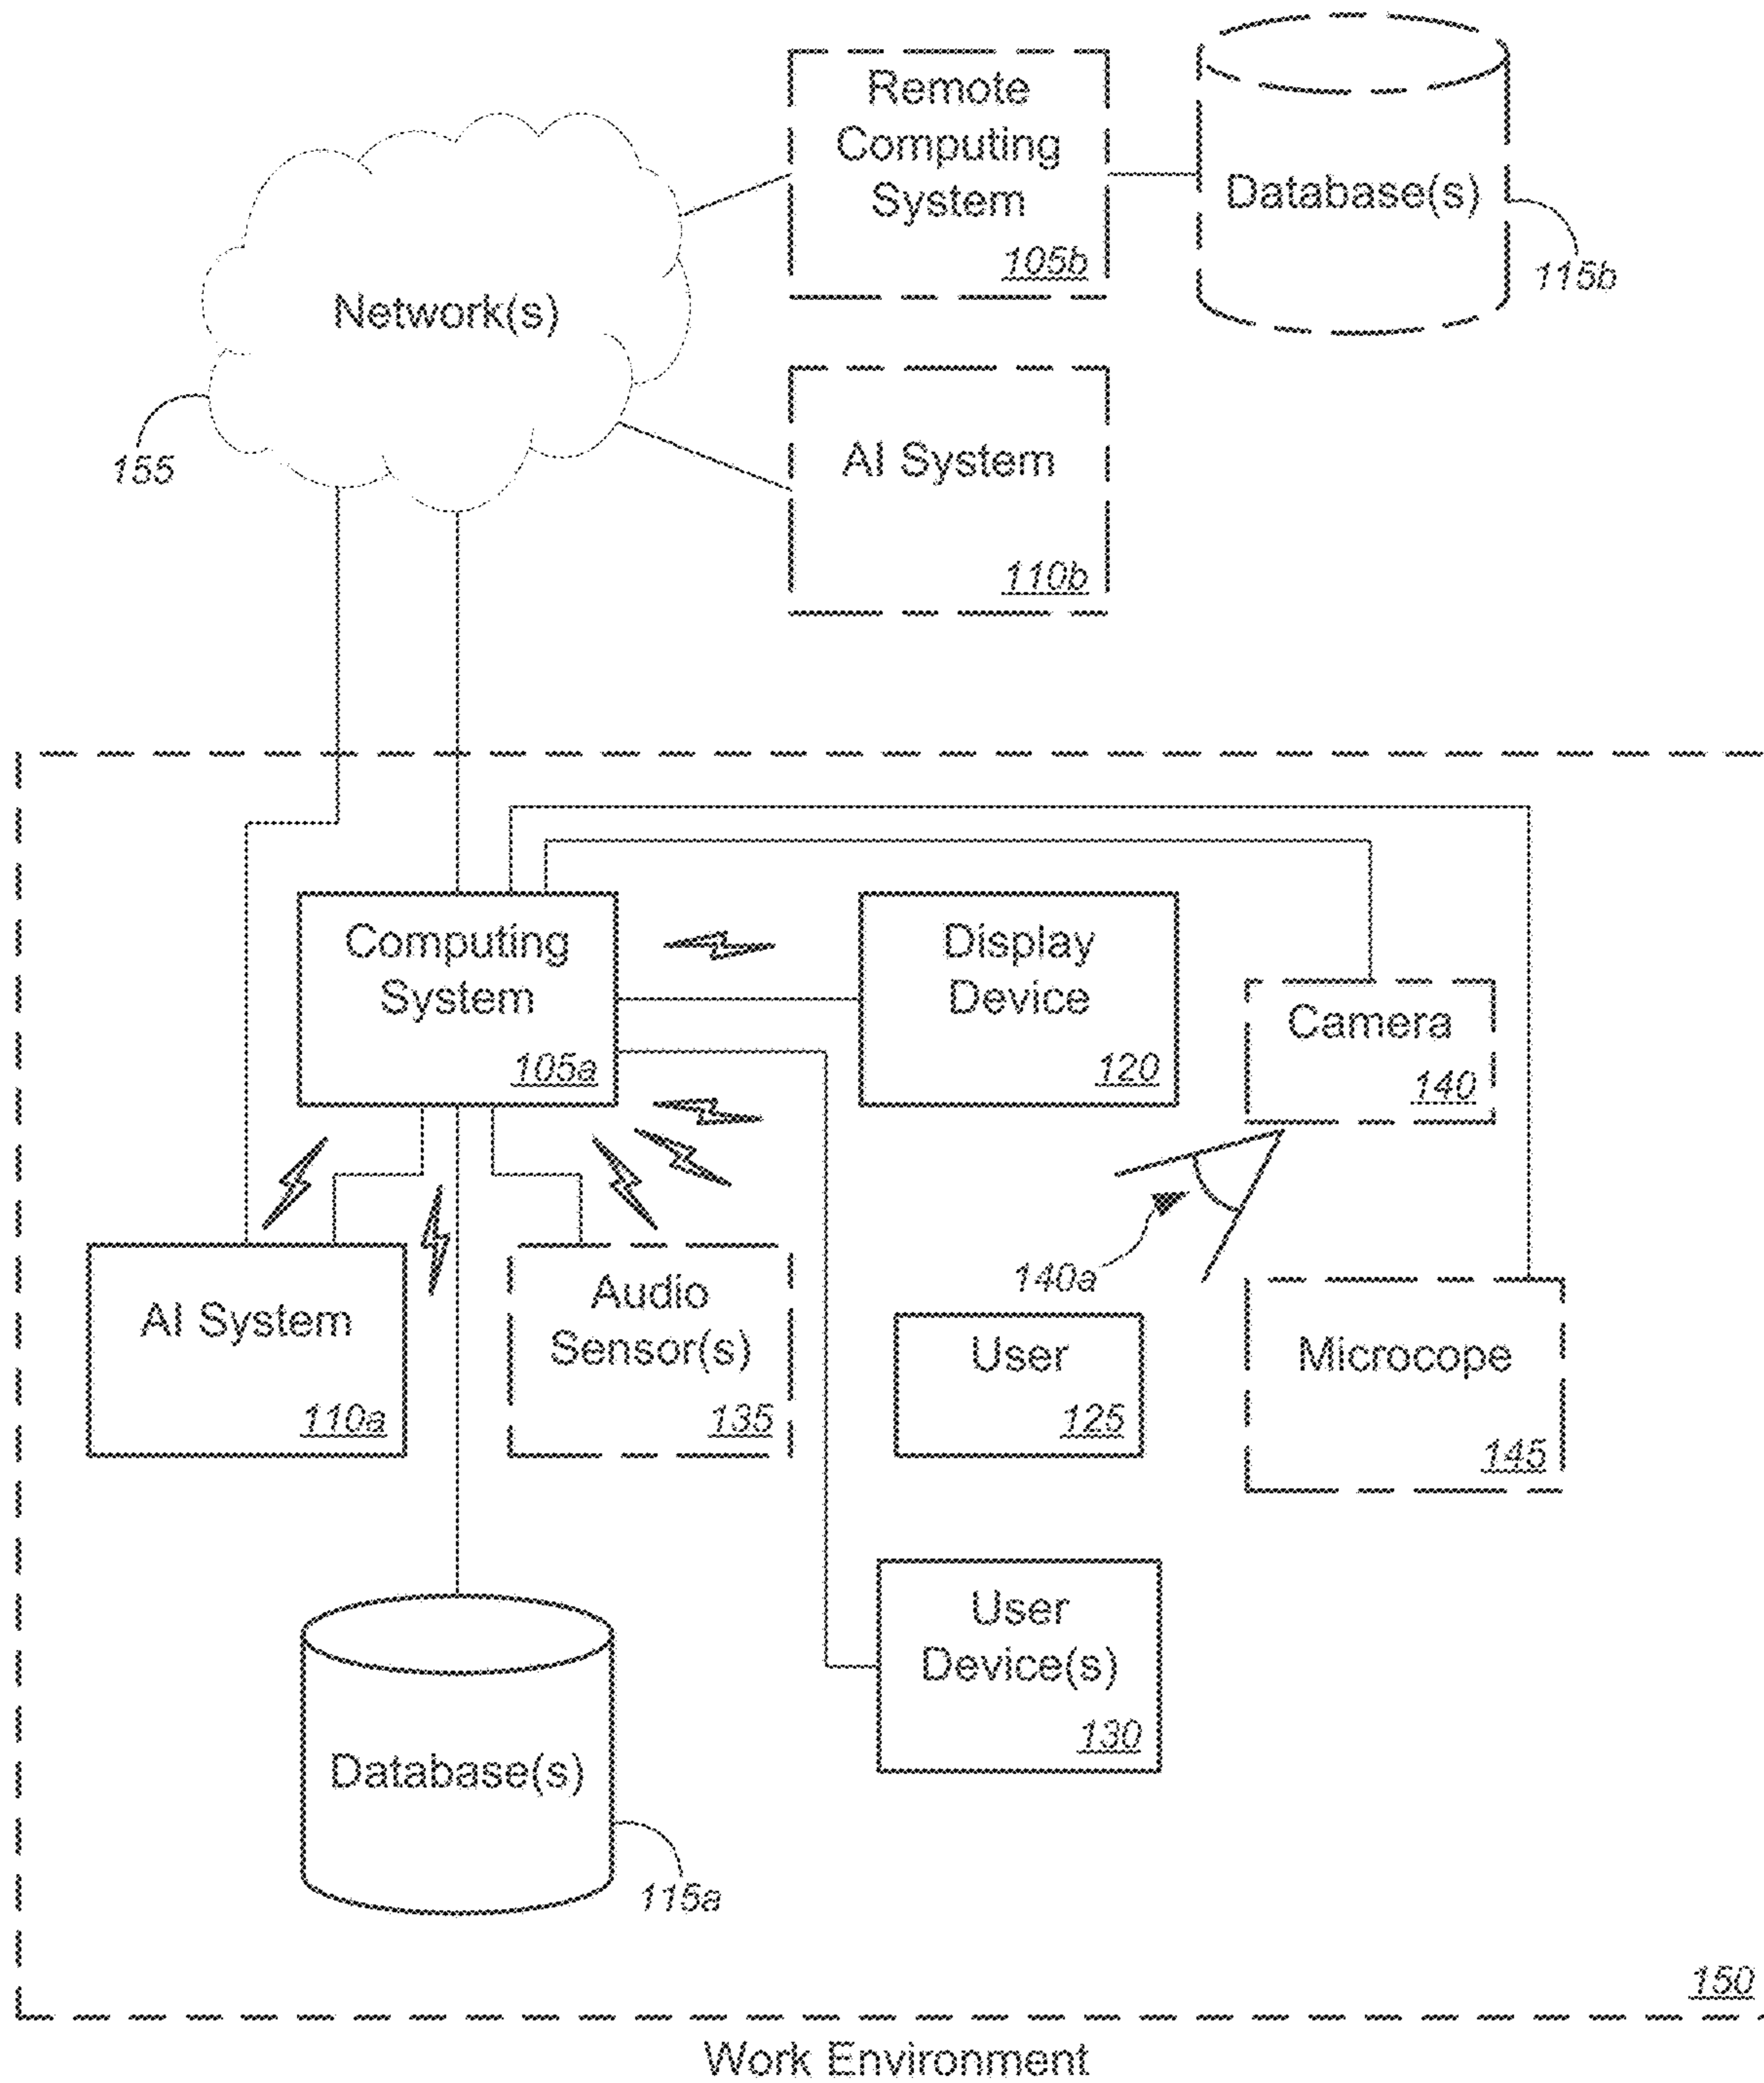 Remote
Computing
System
105b
Database(s)
115b
Network(s)
155
AI System
110b
Computing
System
105a
Display
Device
120
Camera
140
140a
AI System
110a
Audio
Sensor(s)
135
User
125
Microcope
145
User
Device(s)
130
Database(s)
115a
150
Work Environment